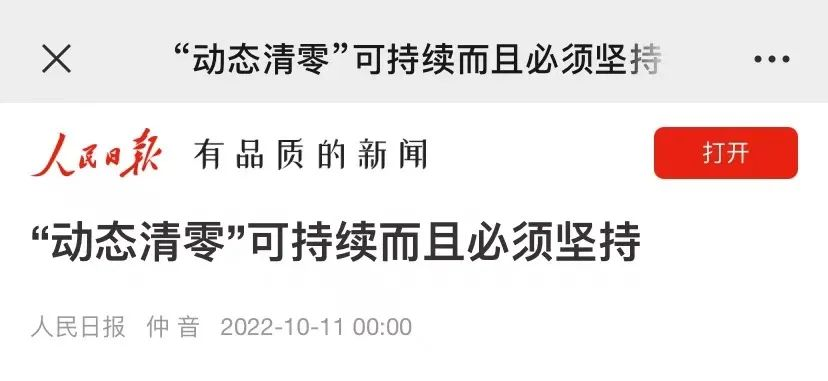 “动态清零”可持续而且必须坚持
人民日报 有品质的新闻 打开
“动态清零”可持续而且必须坚持
人民日报 仲音 2022-10-11 00:00